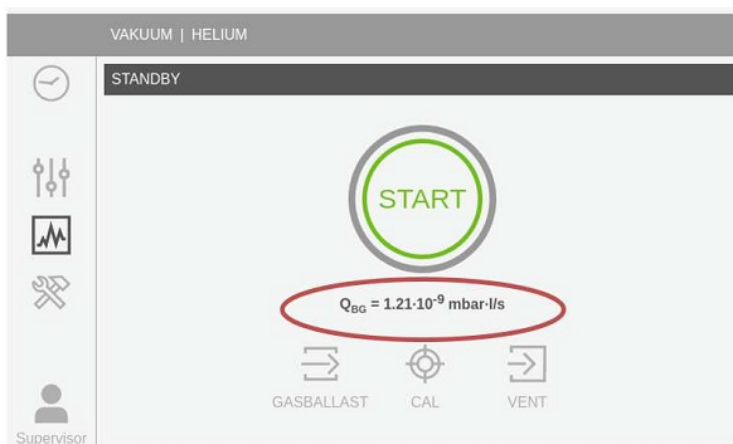 VAKUUM | HELIUM
STANDBY
START
Q_BG = 1.21·10⁻⁹ mbar·l/s
GASBALLAST CAL VENT
Supervisor